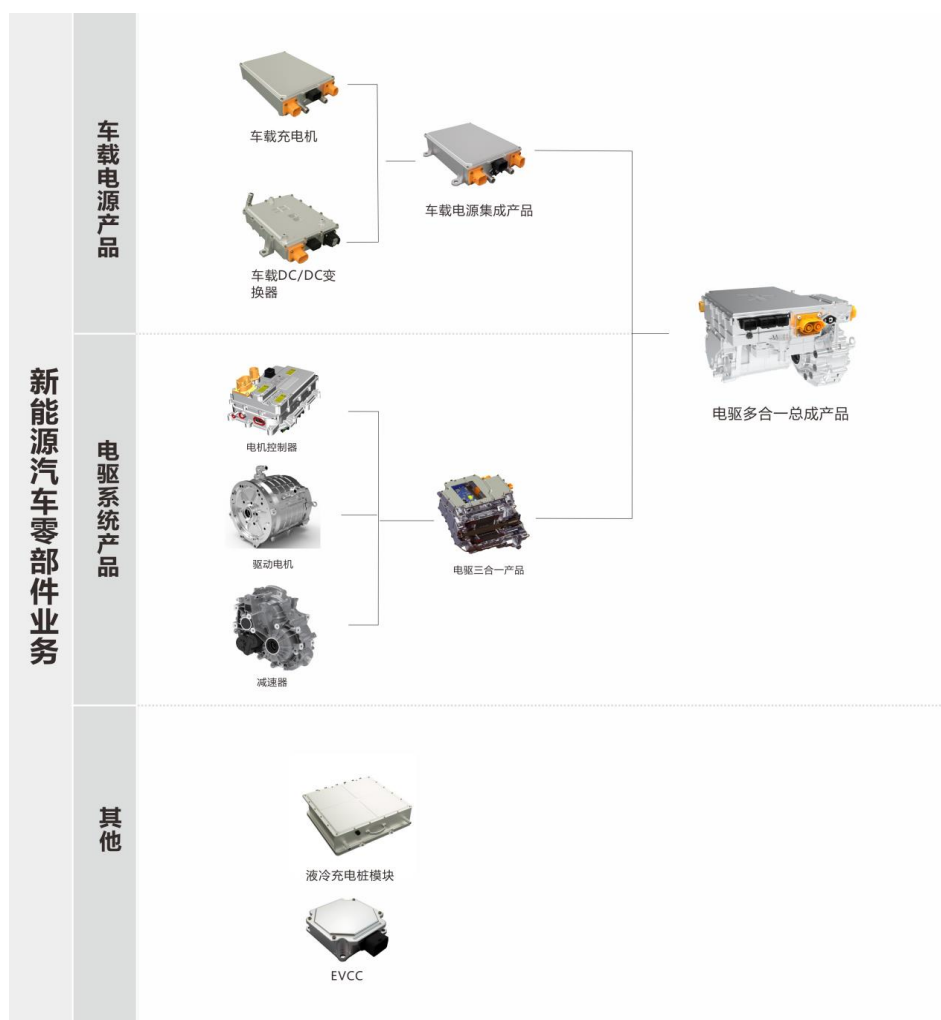 新能源汽车零部件业务
车载电源产品
车载充电机
车载DC/DC变
换器
车载电源集成产品
电驱系统产品
电机控制器
驱动电机
减速器
电驱三合一产品
电驱多合一总成产品
其他
液冷充电桩模块
EVCC